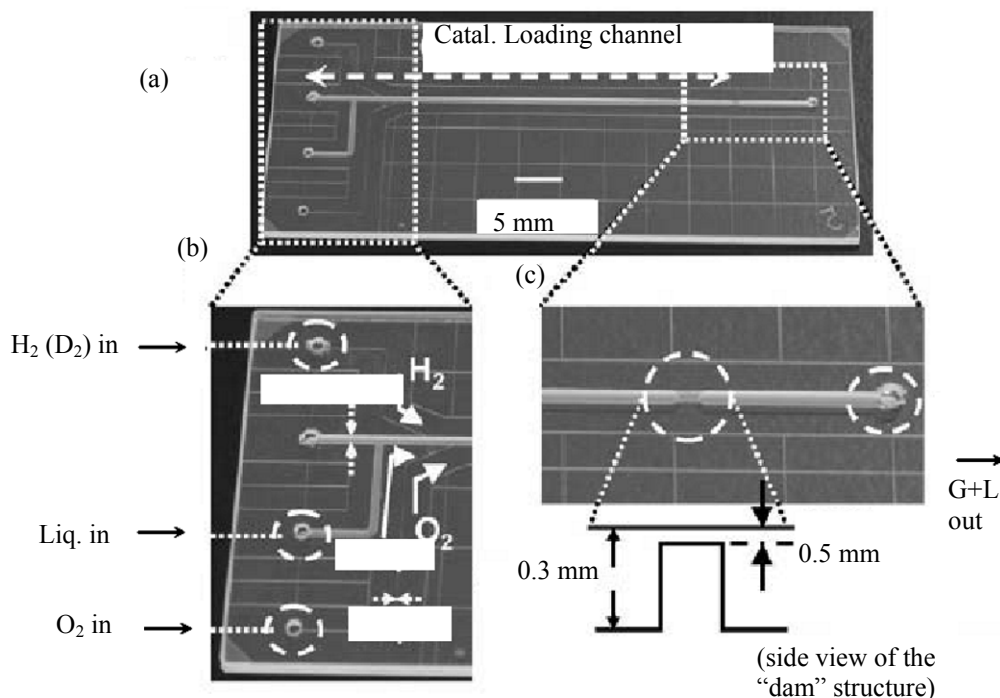 Catal. Loading channel
(a)
5 mm
(b)
(c)
H₂ (D₂) in
H₂
Liq. in
O₂
O₂ in
G+L
out
0.3 mm
0.5 mm
(side view of the
“dam” structure)